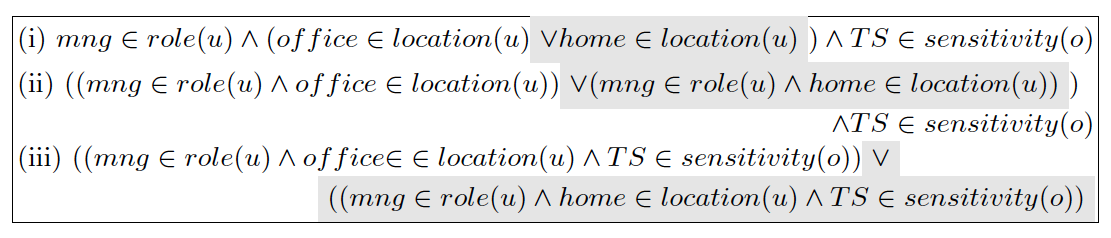 (i) mng ∈ role(u) ∧ (office ∈ location(u) ∨home ∈ location(u) ) ∧ TS ∈ sensitivity(o)
(ii) ((mng ∈ role(u) ∧ office ∈ location(u)) ∨(mng ∈ role(u) ∧ home ∈ location(u)) )
∧TS ∈ sensitivity(o)
(iii) ((mng ∈ role(u) ∧ office∈ ∈ location(u) ∧ TS ∈ sensitivity(o)) ∨
((mng ∈ role(u) ∧ home ∈ location(u) ∧ TS ∈ sensitivity(o))